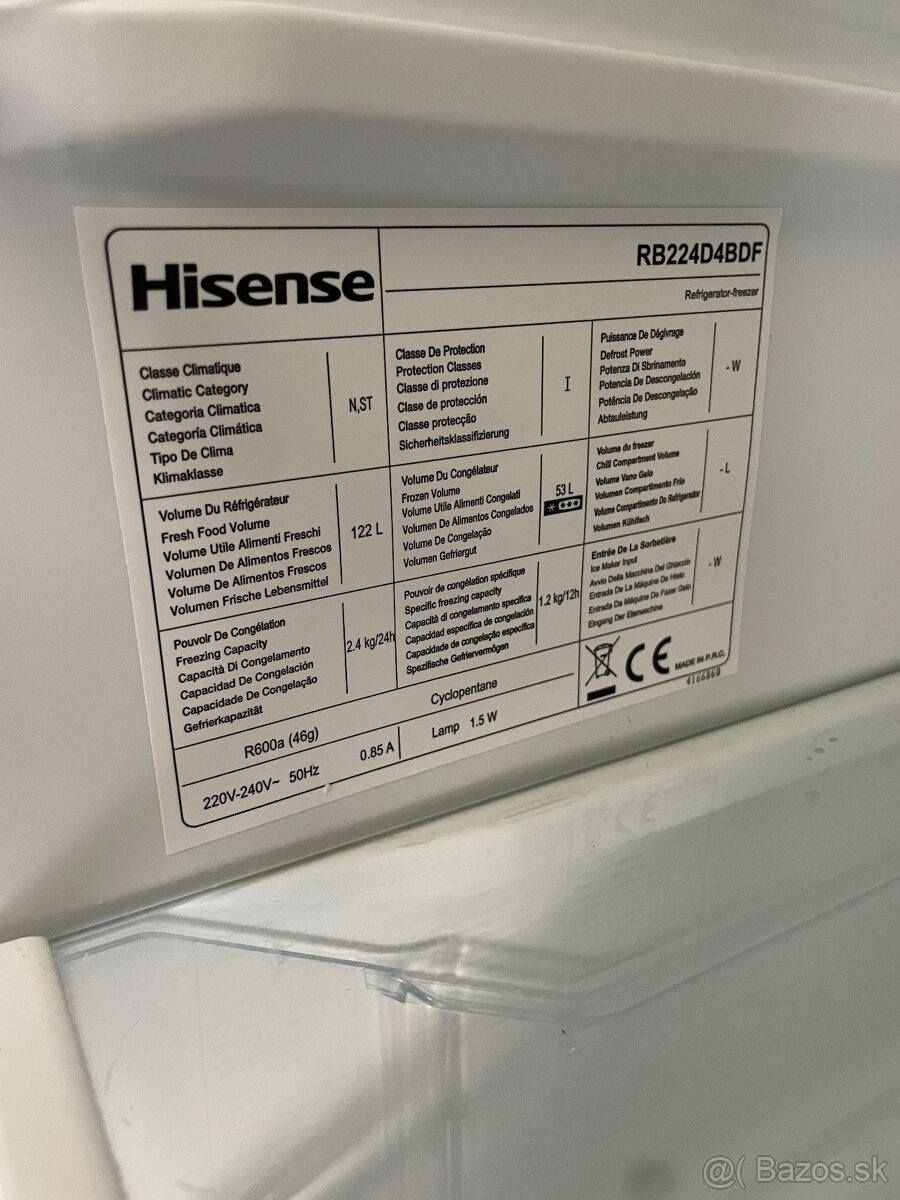 Hisense
RB224D4BDF
Refrigerator-freezer
Classe Climatique
Climatic Category
Categoria Climatica
Categoría Climática
Tipo De Clima
Klimaklasse
N,ST
Classe De Protection
Protection Classes
Classe di protezione
Clase de protección
Classe protecção
Sicherheitsklassifizierung
I
Puissance De Dégivrage
Defrost Power
Potenza Di Sbrinamento
Potencia De Descongelación
Potência De Descongelação
Abtauleistung
- W
Volume Du Réfrigérateur
Fresh Food Volume
Volume Utile Alimenti Freschi
Volumen De Alimentos Frescos
Volume De Alimentos Frescos
Volumen Frische Lebensmittel
122 L
Volume Du Congélateur
Frozen Volume
Volume Utile Alimenti Congelati
Volumen De Alimentos Congelados
Volume De Congelação
Volumen Gefriergut
53 L
Volume du freezer
Chill Compartment Volume
Volume Vano Gelo
Volumen Compartimento Frío
Volume Compartimento Do Refrigerador
Volumen Kühlfach
- L
Pouvoir De Congélation
Freezing Capacity
Capacità Di Congelamento
Capacidad De Congelación
Capacidade De Congelação
Gefrierkapazität
2.4 kg/24h
Pouvoir de congélation spécifique
Specific freezing capacity
Capacità di congelamento specifica
Capacidad específica de congelación
Capacidade de congelação específica
Spezifische Gefriervermögen
1.2 kg/12h
Entrée De La Sorbetière
Ice Maker Input
Avvio Della Macchina Del Ghiaccio
Entrada De La Máquina De Hielo
Entrada Da Máquina De Fazer Gelo
Eingang Der Eismaschine
- W
R600a (46g)
Cyclopentane
220V-240V~ 50Hz
0.85 A
Lamp 1.5 W
CE
MADE IN P.R.C.
4166860
@( Bazos.sk